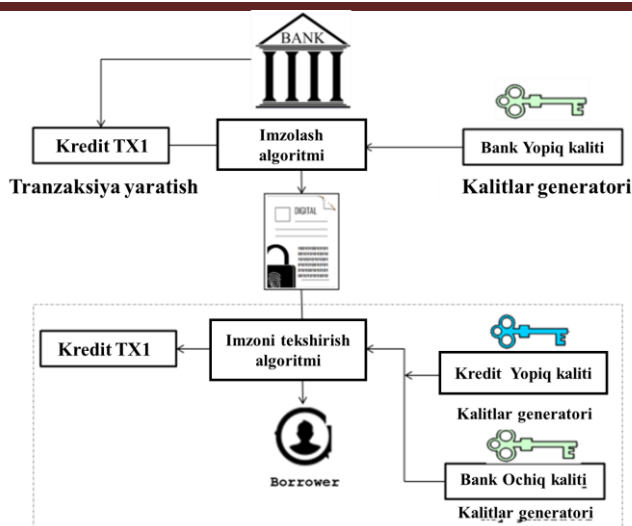 BANK
Kredit TX1
Imzolash
algoritmi
Bank Yopiq kaliti
Tranzaksiya yaratish
Kalitlar generatori
DIGITAL
Kredit TX1
Imzoni tekshirish
algoritmi
Kredit Yopiq kaliti
Kalitlar generatori
Borrower
Bank Ochiq kaliti
Kalitlar generatori